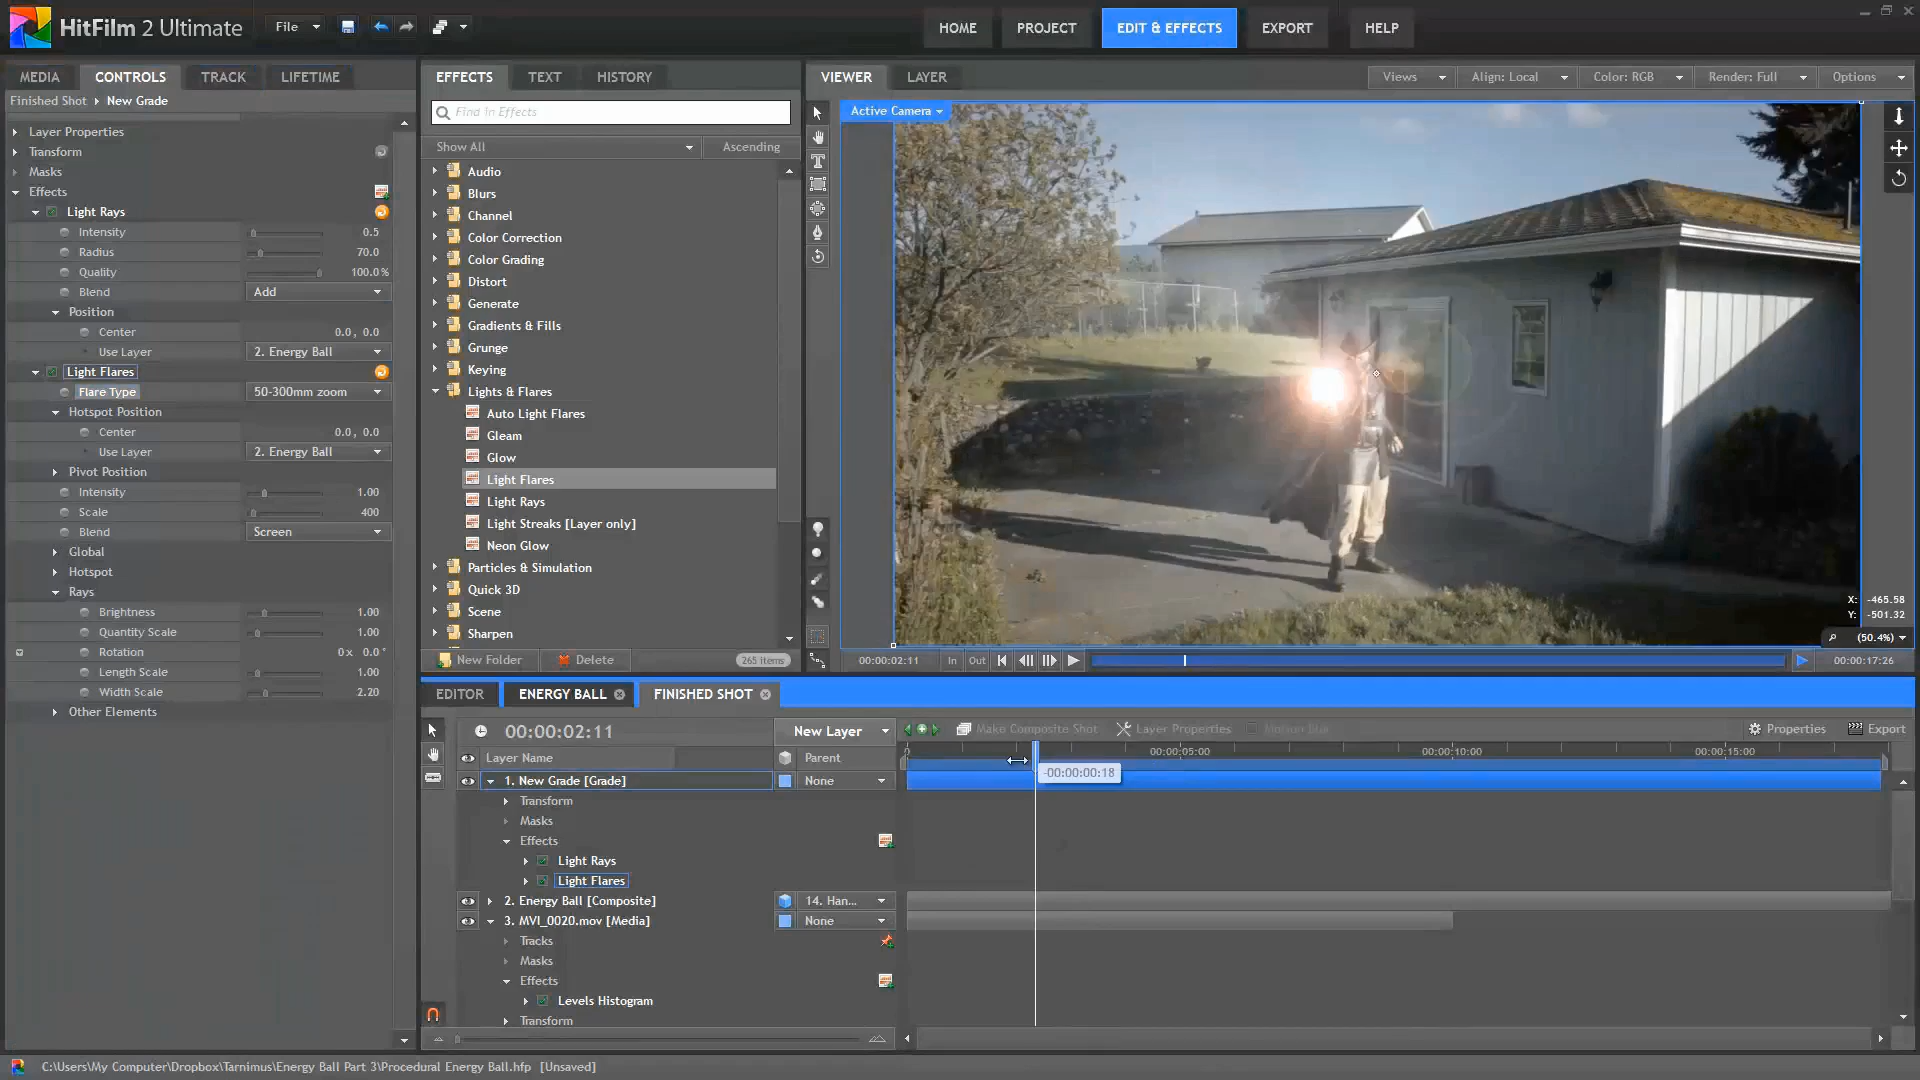 HitFilm 2 Ultimate
File
HOME
PROJECT
EDIT & EFFECTS
EXPORT
HELP
MEDIA
CONTROLS
TRACK
LIFETIME
Finished Shot
New Grade
Layer Properties
Transform
Masks
Effects
Light Rays
Intensity 0.5
Radius 70.0
Quality 100.0%
Blend Add
Position
Center 0.0, 0.0
Use Layer 2. Energy Ball
Light Flares
Flare Type 50-300mm zoom
Hotspot Position
Center 0.0, 0.0
Use Layer 2. Energy Ball
Pivot Position
Intensity 1.00
Scale 400
Blend Screen
Global
Hotspot
Rays
Brightness 1.00
Quantity Scale 1.00
Rotation 0x 0.0°
Length Scale 1.00
Width Scale 2.20
Other Elements
EFFECTS
TEXT
HISTORY
Find in Effects
Show All
Ascending
Audio
Blurs
Channel
Color Correction
Color Grading
Distort
Generate
Gradients & Fills
Grunge
Keying
Lights & Flares
Auto Light Flares
Gleam
Glow
Light Flares
Light Rays
Light Streaks [Layer only]
Neon Glow
Particles & Simulation
Quick 3D
Scene
Sharpen
New Folder
Delete
265 items
VIEWER
LAYER
Views
Align: Local
Color: RGB
Render: Full
Options
Active Camera
X: -465.58
Y: -501.32
(50.4%)
00:00:02:11
In
Out
00:00:17:26
EDITOR
ENERGY BALL
FINISHED SHOT
00:00:02:11
New Layer
Make Composite Shot
Layer Properties
Motion Blur
Properties
Export
Layer Name
Parent
0
00:00:05:00
00:00:10:00
00:00:15:00
-00:00:00:18
1. New Grade [Grade]
None
Transform
Masks
Effects
Light Rays
Light Flares
2. Energy Ball [Composite]
14. Han...
3. MVI_0020.mov [Media]
None
Tracks
Masks
Effects
Levels Histogram
Transform
C:\Users\My Computer\Dropbox\Tarnimus\Energy Ball Part 3\Procedural Energy Ball.hfp [Unsaved]